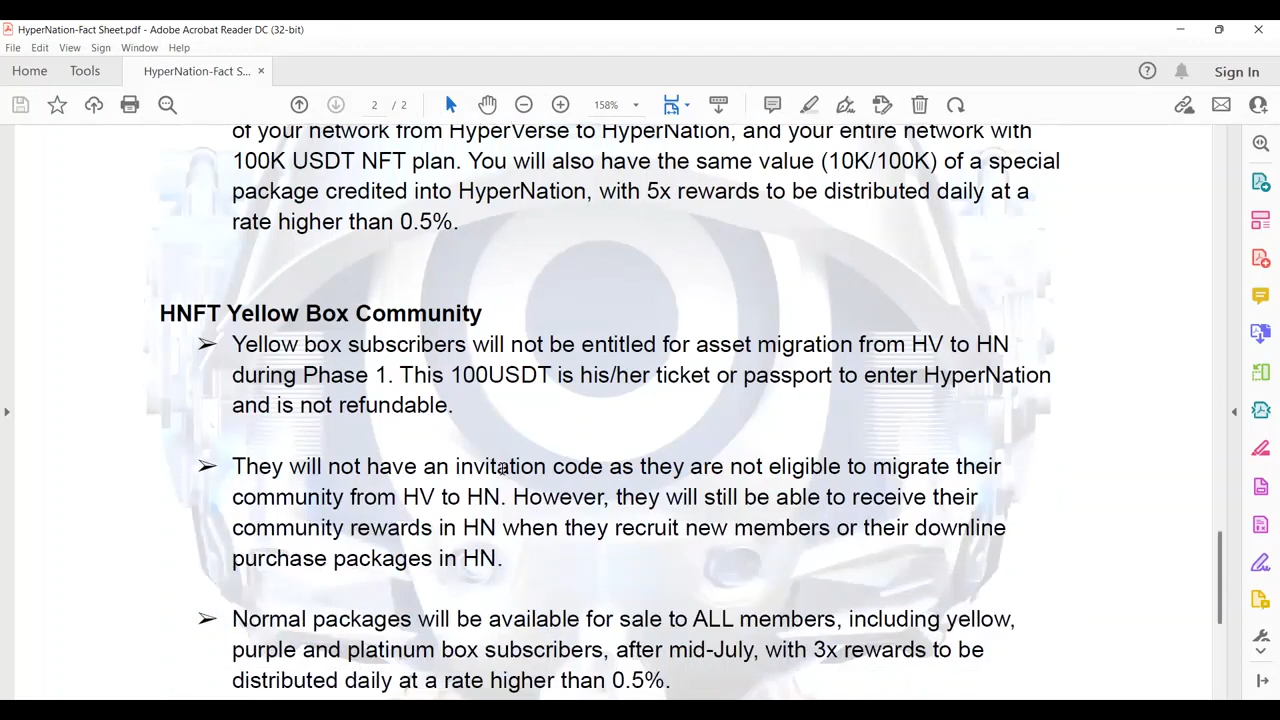 HyperNation-Fact Sheet.pdf - Adobe Acrobat Reader DC (32-bit)
File Edit View Sign Window Help
Home Tools HyperNation-Fact S... × Sign In
2 / 2 158%
of your network from HyperVerse to HyperNation, and your entire network with
100K USDT NFT plan. You will also have the same value (10K/100K) of a special
package credited into HyperNation, with 5x rewards to be distributed daily at a
rate higher than 0.5%.
HNFT Yellow Box Community
➢ Yellow box subscribers will not be entitled for asset migration from HV to HN
during Phase 1. This 100USDT is his/her ticket or passport to enter HyperNation
and is not refundable.
➢ They will not have an invitation code as they are not eligible to migrate their
community from HV to HN. However, they will still be able to receive their
community rewards in HN when they recruit new members or their downline
purchase packages in HN.
➢ Normal packages will be available for sale to ALL members, including yellow,
purple and platinum box subscribers, after mid-July, with 3x rewards to be
distributed daily at a rate higher than 0.5%.